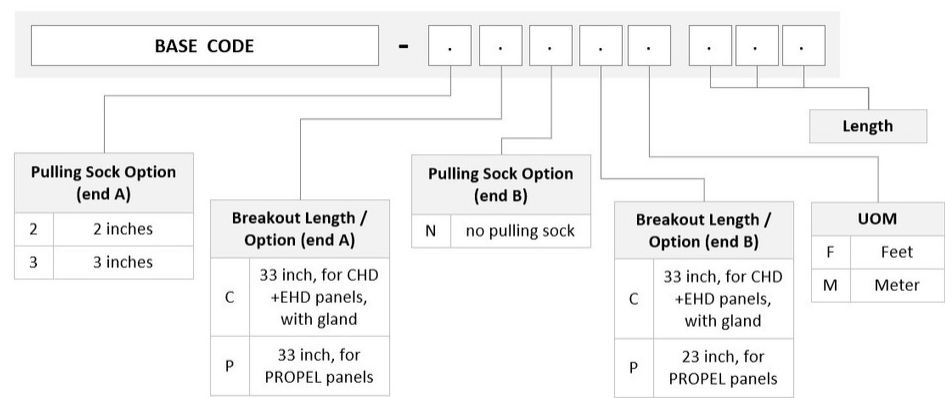 BASE CODE - . . . . . . . .
Length
Pulling Sock Option
(end A)
2 2 inches
3 3 inches
Breakout Length /
Option (end A)
C 33 inch, for CHD
+EHD panels,
with gland
P 33 inch, for
PROPEL panels
Pulling Sock Option
(end B)
N no pulling sock
Breakout Length /
Option (end B)
C 33 inch, for CHD
+EHD panels,
with gland
P 23 inch, for
PROPEL panels
UOM
F Feet
M Meter